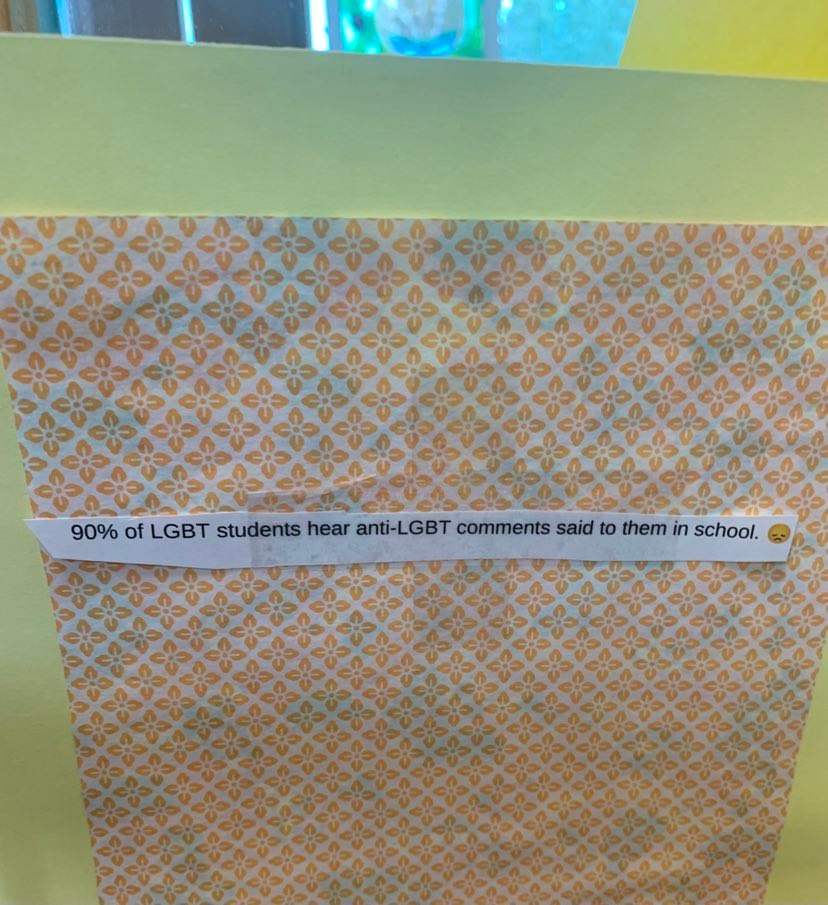 90% of LGBT students hear anti-LGBT comments said to them in school. 😞